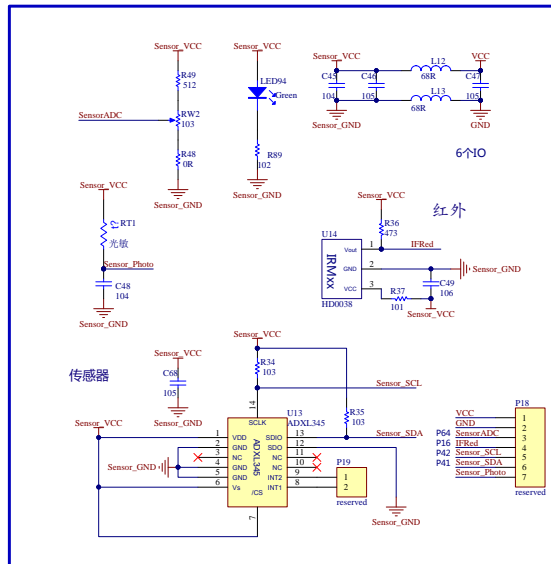 Sensor_VCC
R49
512
SensorADC
RW2
103
R48
0R
Sensor_GND
Sensor_VCC
LED94
Green
R89
102
Sensor_GND
Sensor_VCC
L12
VCC
C45
C46
68R
C47
104
105
L13
105
Sensor_GND
68R
GND
6个IO
Sensor_VCC
RT1
光敏
Sensor_Photo
C48
104
Sensor_GND
红外
Sensor_VCC
R36
473
U14
IRMxx
Vout
1
IFRed
GND
2
Sensor_GND
VCC
3
R37
101
C49
106
HD0038
Sensor_VCC
传感器
Sensor_VCC
C68
105
Sensor_GND
Sensor_VCC
R34
103
Sensor_SCL
R35
103
14
U13
ADXL345
SCLK
Sensor_VCC
1 VDD SDIO 13 Sensor_SDA
2 GND SDO 12
3 NC NC 11
Sensor_GND 4 GND NC 10
5 GND INT2 9
6 Vs INT1 8
ADXL345
/CS
7
P19
1
2
reserved
Sensor_GND
P18
VCC 1
GND 2
P64 SensorADC 3
P16 IFRed 4
P42 Sensor_SCL 5
P41 Sensor_SDA 6
Sensor_Photo 7
reserved